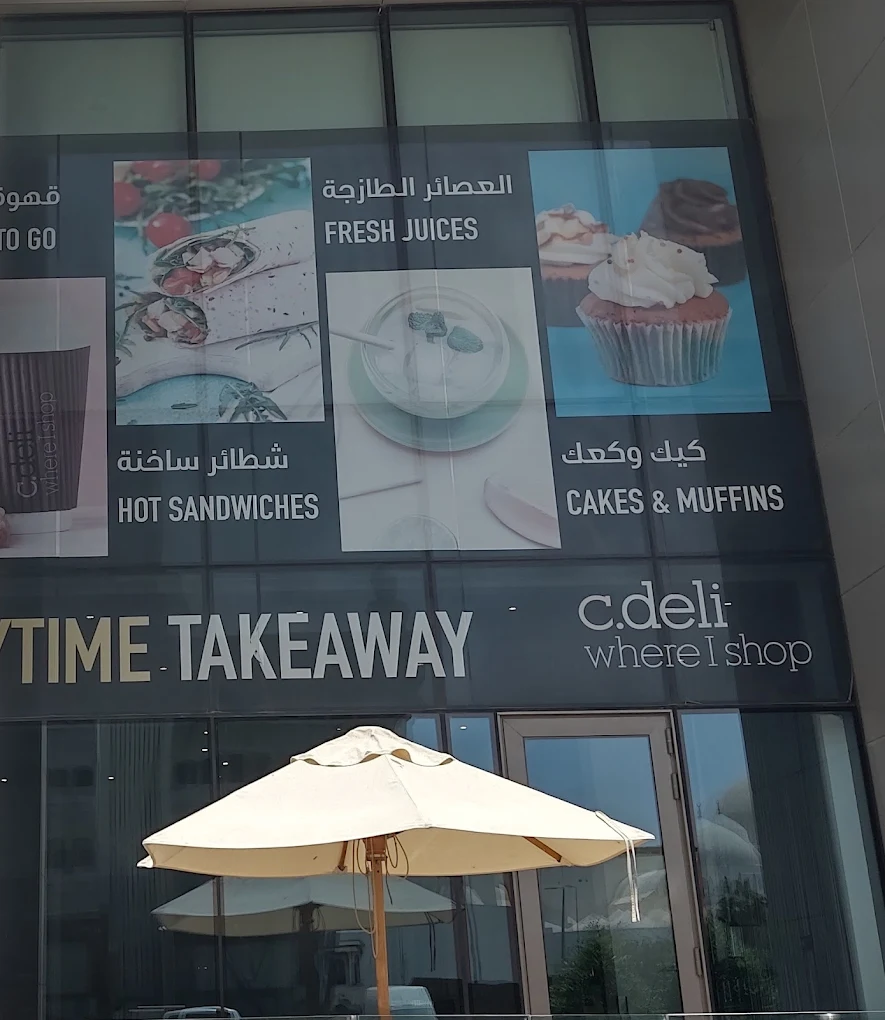 قهوة
TO GO
c.deli
where I shop
شطائر ساخنة
HOT SANDWICHES
العصائر الطازجة
FRESH JUICES
كيك وكعك
CAKES & MUFFINS
YTIME TAKEAWAY
c.deli
where I shop